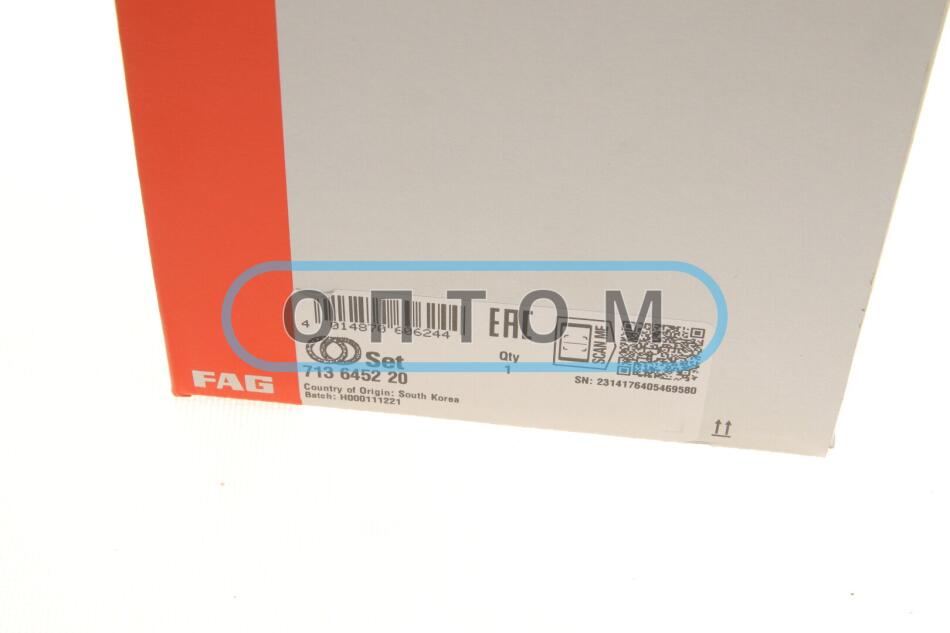 ОПТОМ
4 014870 606244
EAC
SCAN ME
Set
Qty
1
713 6452 20
SN: 2314176405469580
Country of Origin: South Korea
Batch: H000111221
FAG